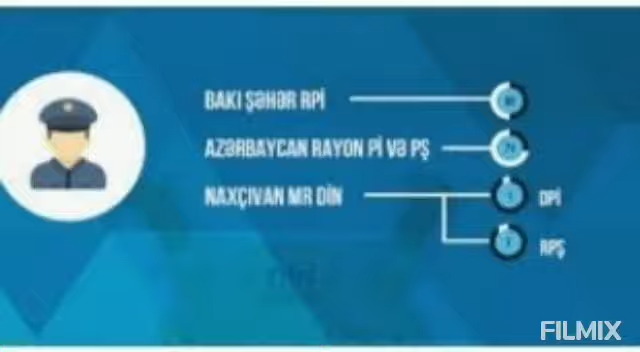 BAKI ŞƏHƏR RPİ
AZƏRBAYCAN RAYON Pİ VƏ PŞ
NAXÇIVAN MR DİN
DPİ
RPŞ
FILMIX